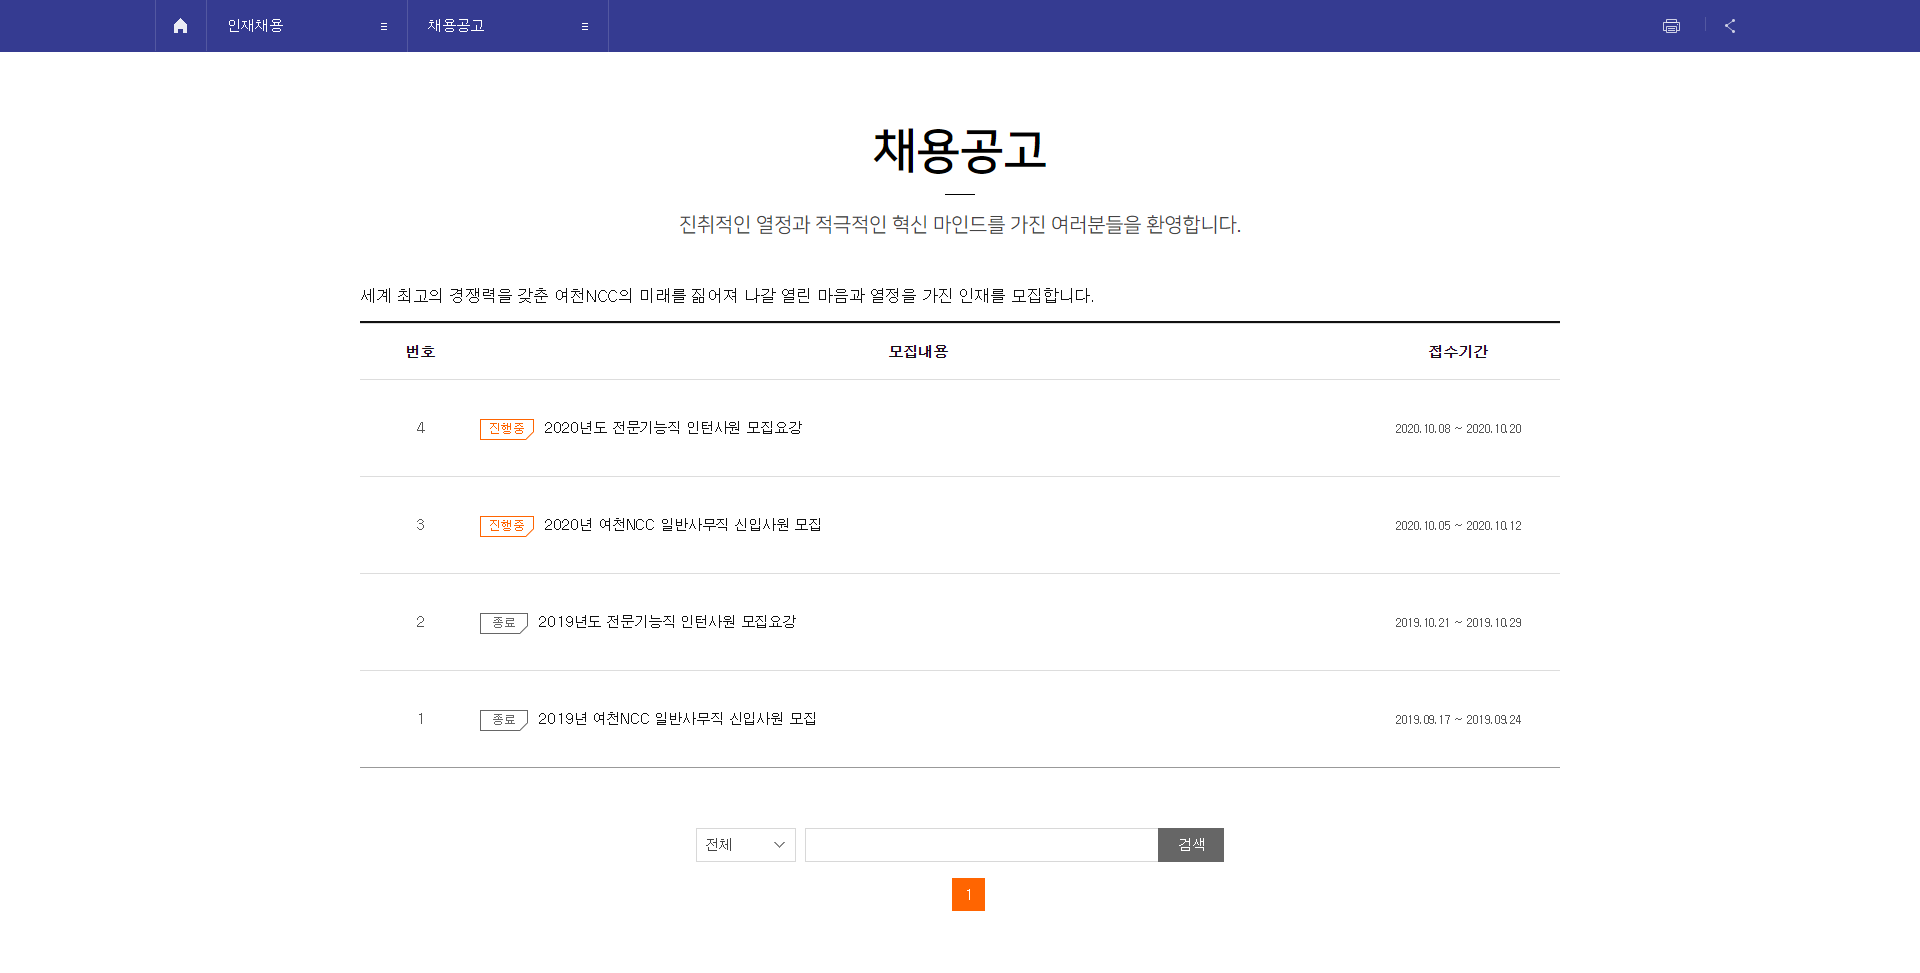 인재채용 채용공고
채용공고
진취적인 열정과 적극적인 혁신 마인드를 가진 여러분들을 환영합니다.
세계 최고의 경쟁력을 갖춘 여천NCC의 미래를 짊어져 나갈 열린 마음과 열정을 가진 인재를 모집합니다.
번호 모집내용 접수기간
4 진행중 2020년도 전문기능직 인턴사원 모집요강 2020.10.08 ~ 2020.10.20
3 진행중 2020년 여천NCC 일반사무직 신입사원 모집 2020.10.05 ~ 2020.10.12
2 종료 2019년도 전문기능직 인턴사원 모집요강 2019.10.21 ~ 2019.10.29
1 종료 2019년 여천NCC 일반사무직 신입사원 모집 2019.09.17 ~ 2019.09.24
전체 검색
1